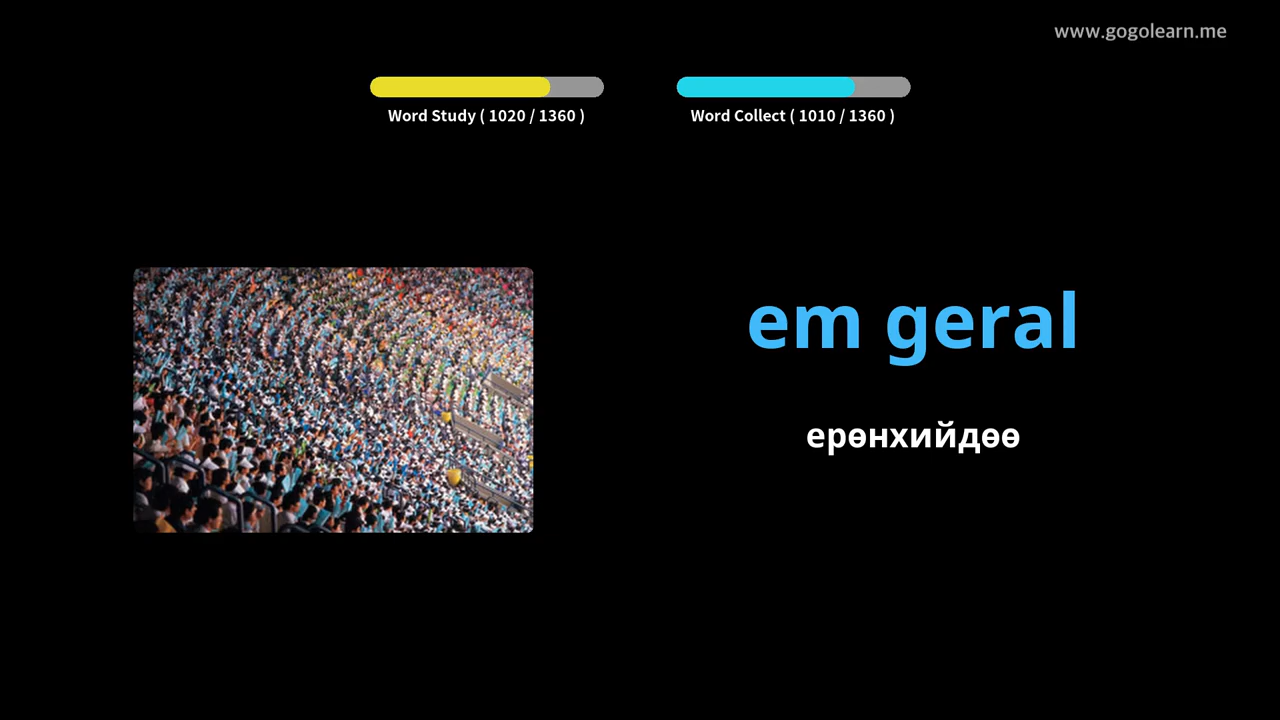 www.gogolearn.me
Word Study ( 1020 / 1360 )
Word Collect ( 1010 / 1360 )
em geral
ерөнхийдөө